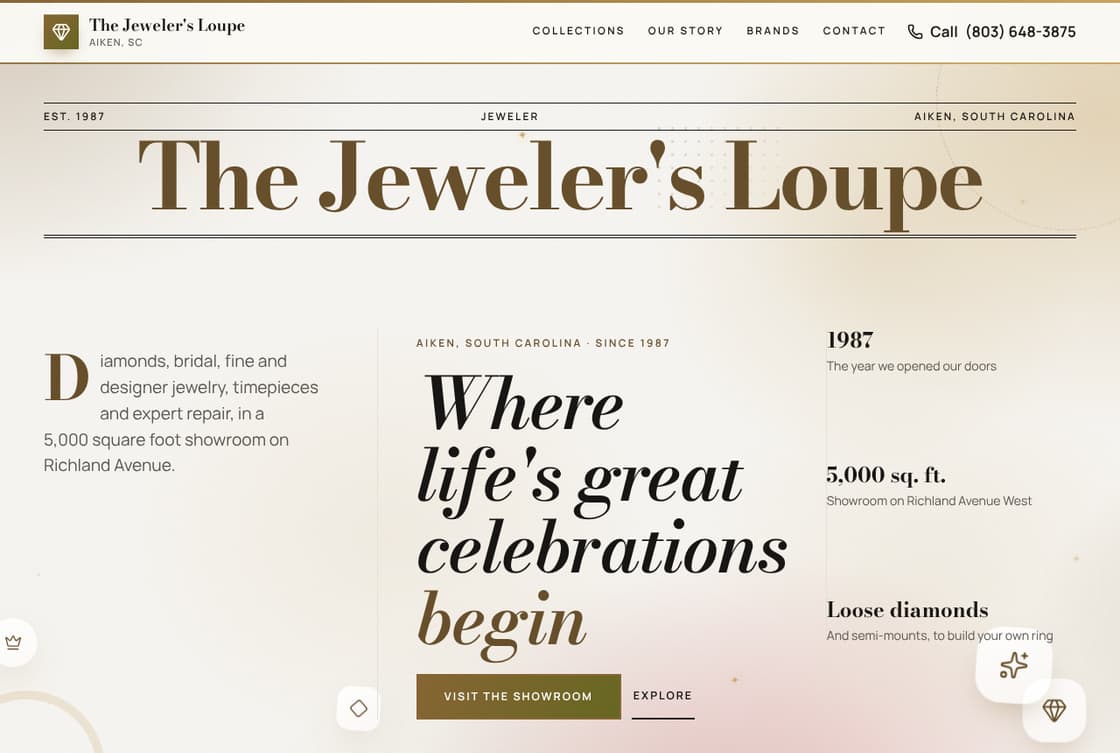 The Jeweler's Loupe
AIKEN, SC
COLLECTIONS OUR STORY BRANDS CONTACT Call (803) 648-3875
EST. 1987 JEWELER AIKEN, SOUTH CAROLINA
The Jeweler's Loupe
Diamonds, bridal, fine and
designer jewelry, timepieces
and expert repair, in a
5,000 square foot showroom on
Richland Avenue.
AIKEN, SOUTH CAROLINA · SINCE 1987
Where
life's great
celebrations
begin
VISIT THE SHOWROOM EXPLORE
1987
The year we opened our doors
5,000 sq. ft.
Showroom on Richland Avenue West
Loose diamonds
And semi-mounts, to build your own ring